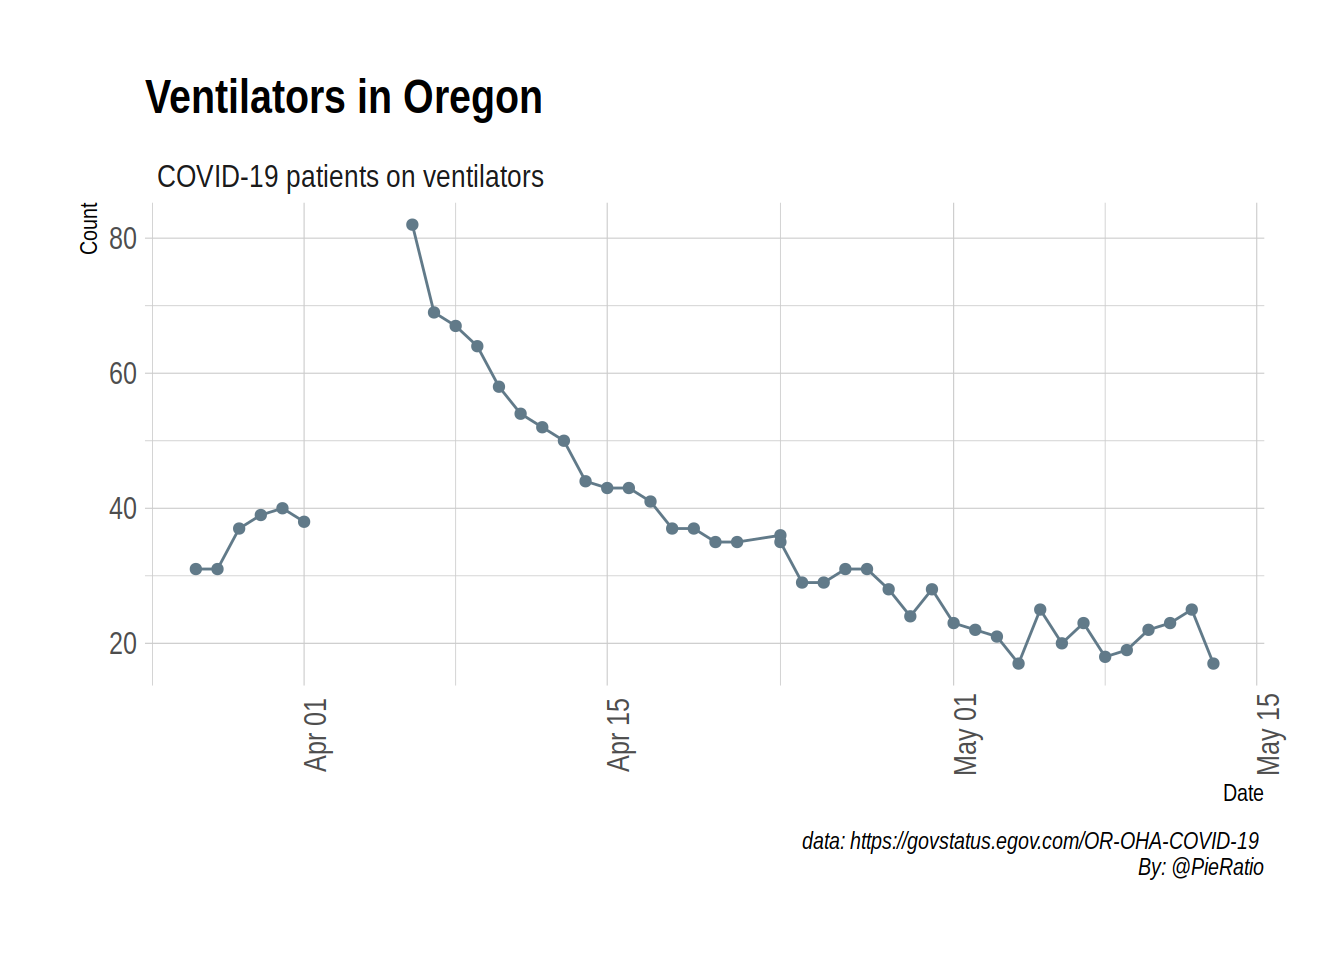 Ventilators in Oregon
COVID-19 patients on ventilators
Count
80
60
40
20
Apr 01
Apr 15
May 01
May 15
Date
data: https://govstatus.egov.com/OR-OHA-COVID-19
By: @PieRatio